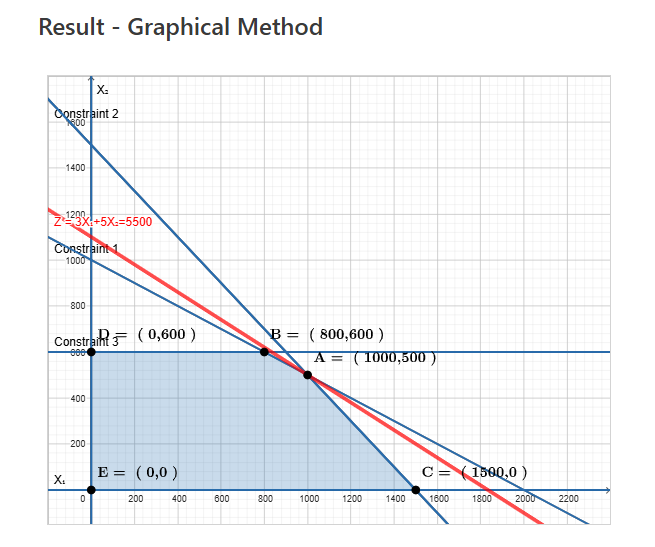 Result - Graphical Method
X₂
Constraint 2
1600
1400
1200
Z = 3X₁+5X₂=5500
Constraint 1
1000
800
D = ( 0,600 )
B = ( 800,600 )
Constraint 3
600
A = ( 1000,500 )
400
200
X₁
E = ( 0,0 )
C = ( 1500,0 )
0 200 400 600 800 1000 1200 1400 1600 1800 2000 2200